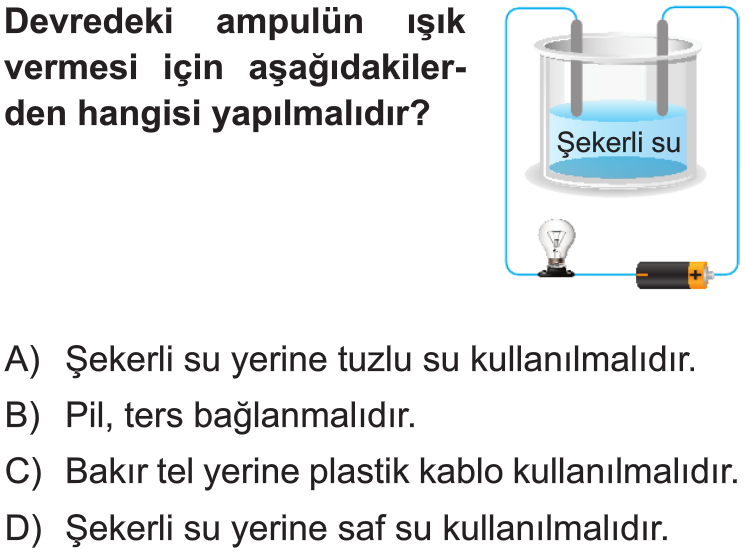 Devredeki ampulün ışık
vermesi için aşağıdakiler-
den hangisi yapılmalıdır?
Şekerli su
+
A) Şekerli su yerine tuzlu su kullanılmalıdır.
B) Pil, ters bağlanmalıdır.
C) Bakır tel yerine plastik kablo kullanılmalıdır.
D) Şekerli su yerine saf su kullanılmalıdır.